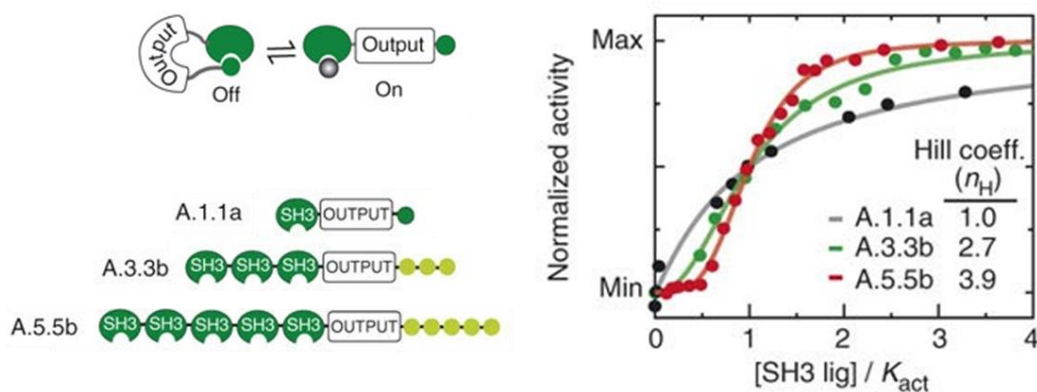 Output
Output
Off
On
A.1.1a
SH3
OUTPUT
A.3.3b
SH3 SH3 SH3
OUTPUT
A.5.5b
SH3 SH3 SH3 SH3 SH3
OUTPUT
Normalized activity
Max
Min
Hill coeff.
(nH)
A.1.1a 1.0
A.3.3b 2.7
A.5.5b 3.9
0 1 2 3 4
[SH3 lig] / Kact